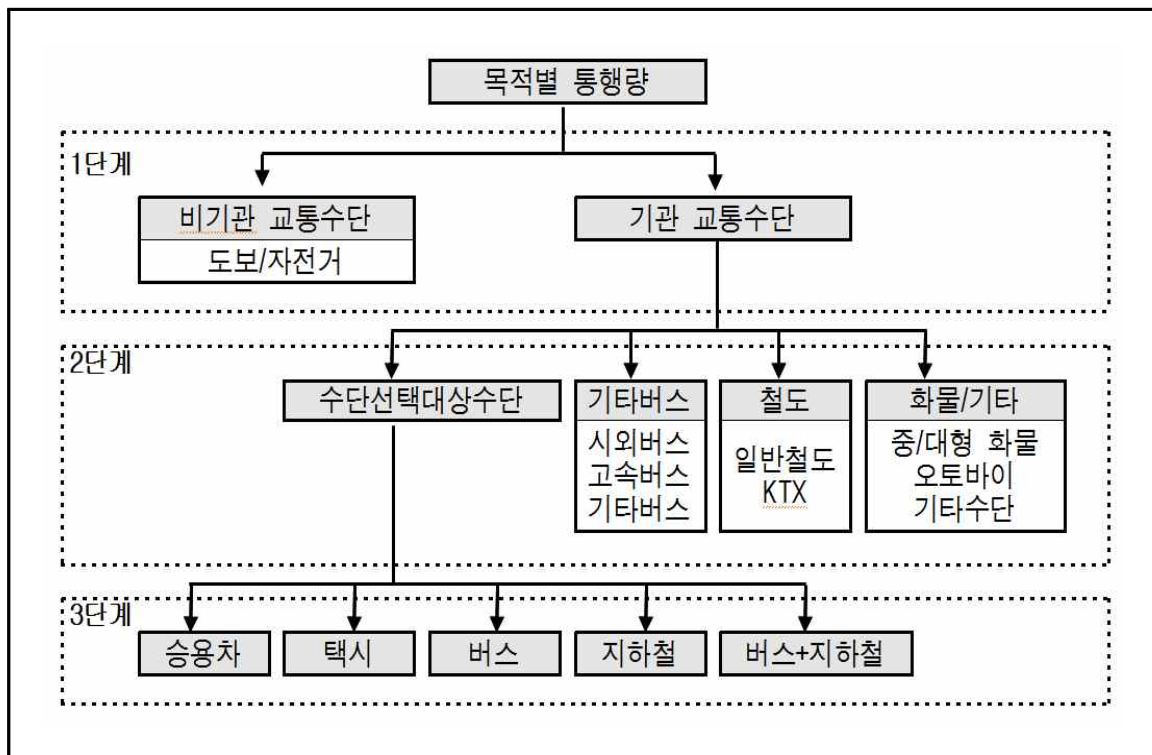 목적별 통행량
1단계
비기관 교통수단
기관 교통수단
도보/자전거
2단계
수단선택대상수단
기타버스
철도
화물/기타
시외버스
고속버스
기타버스
일반철도
KTX
중/대형 화물
오토바이
기타수단
3단계
승용차
택시
버스
지하철
버스+지하철